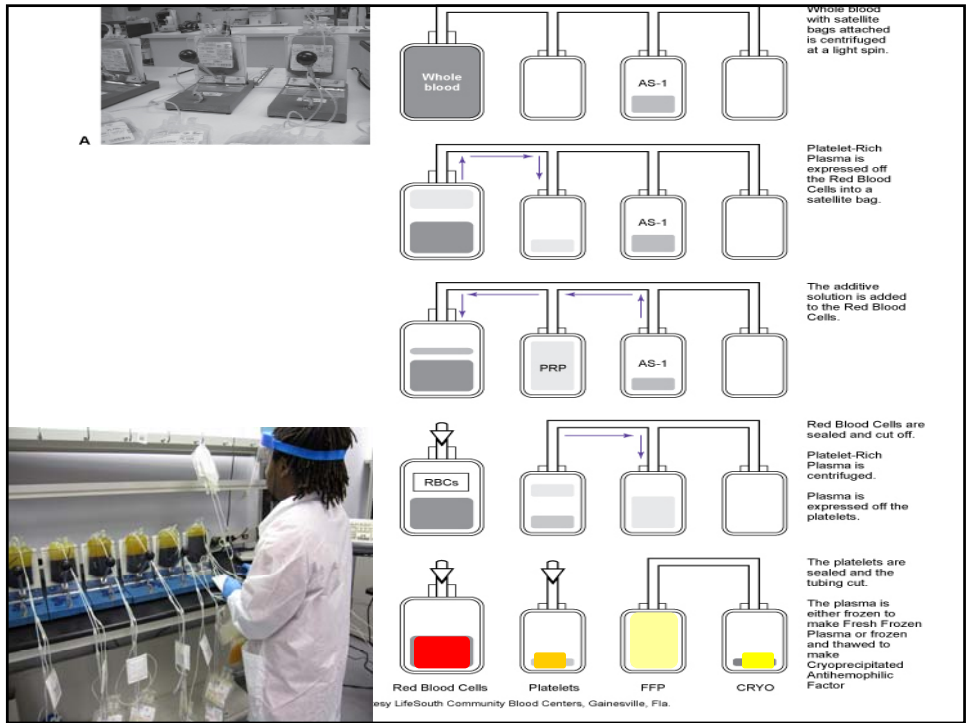 Whole blood
with satellite
bags attached
is centrifuged
at a light spin.
Whole
blood
AS-1
A
Platelet-Rich
Plasma is
expressed off
the Red Blood
Cells into a
satellite bag.
AS-1
The additive
solution is added
to the Red Blood
Cells.
PRP
AS-1
Red Blood Cells are
sealed and cut off.
Platelet-Rich
Plasma is
centrifuged.
Plasma is
expressed off the
platelets.
RBCs
The platelets are
sealed and the
tubing cut.
The plasma is
either frozen to
make Fresh Frozen
Plasma or frozen
and thawed to
make
Cryoprecipitated
Antihemophilic
Factor
Red Blood Cells
Platelets
FFP
CRYO
esy LifeSouth Community Blood Centers, Gainesville, Fla.